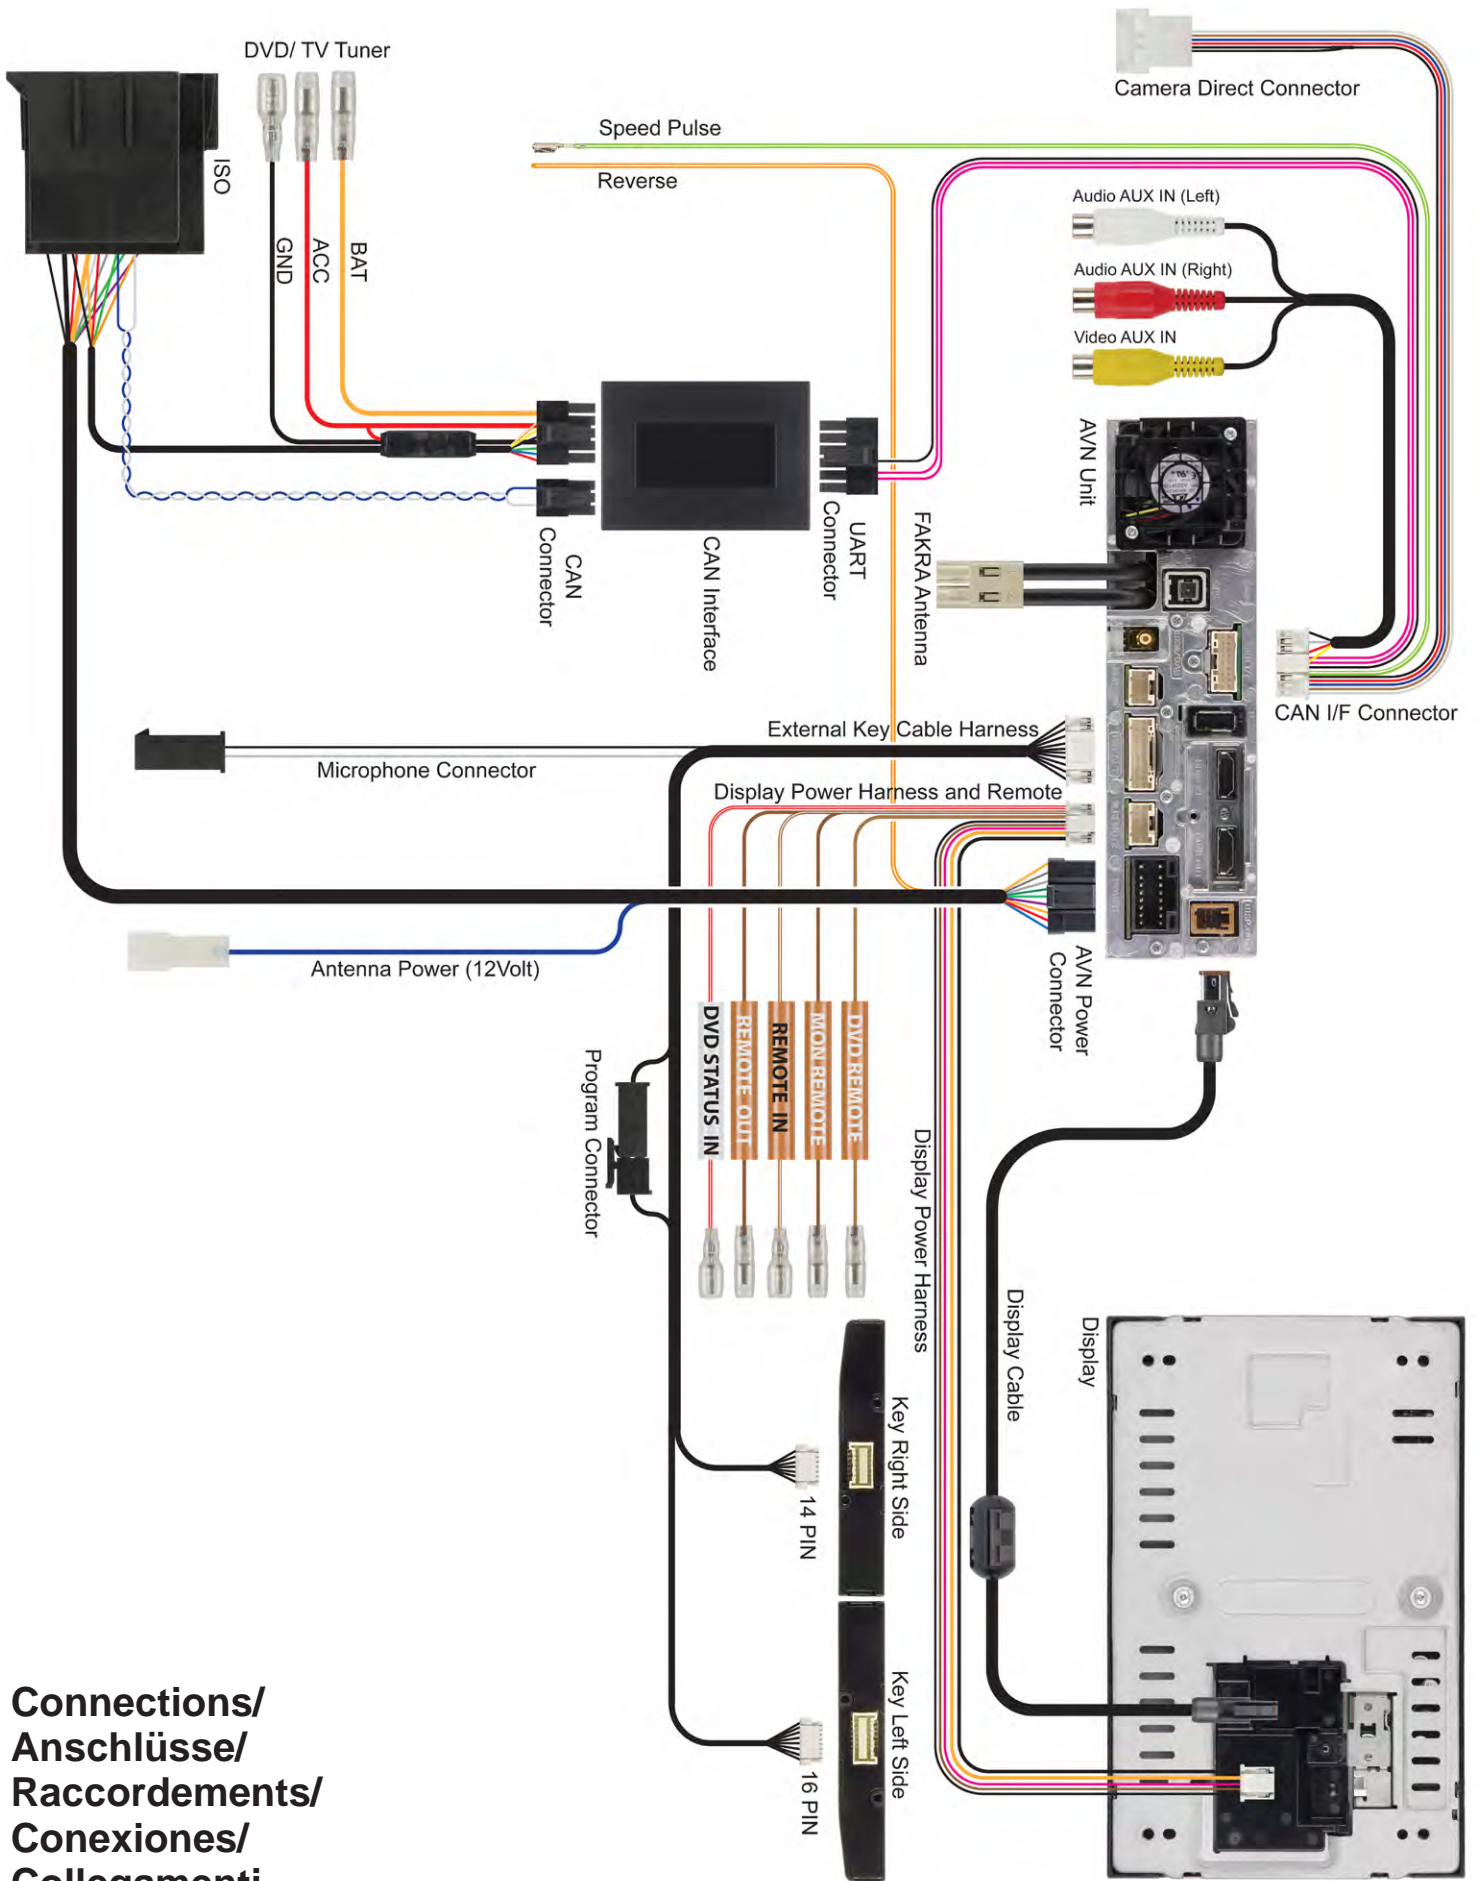 DVD/ TV Tuner
Camera Direct Connector
Speed Pulse
Reverse
ISO
GND
ACC
BAT
Audio AUX IN (Left)
Audio AUX IN (Right)
Video AUX IN
AVN Unit
CAN
Connector
CAN Interface
UART
Connector
FAKRA Antenna
CAN I/F Connector
External Key Cable Harness
Microphone Connector
Display Power Harness and Remote
Antenna Power (12Volt)
AVN Power
Connector
DVD STATUS IN
REMOTE OUT
REMOTE IN
MON REMOTE
DVD REMOTE
Program Connector
Display Power Harness
Display Cable
Display
Key Right Side
14 PIN
Key Left Side
16 PIN
Connections/
Anschlüsse/
Raccordements/
Conexiones/
Collegamenti